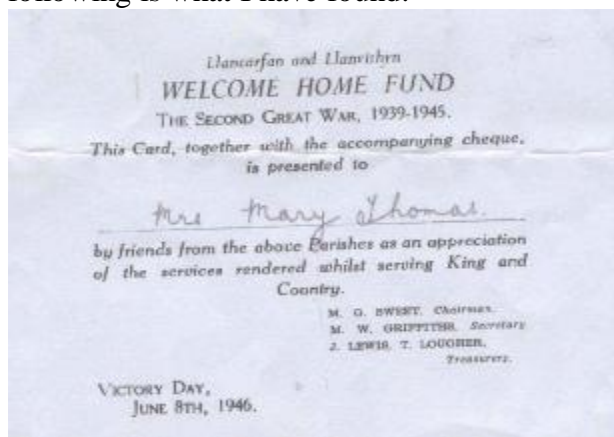 following is what I have found.
Llancarfan and Llanvithyn
WELCOME HOME FUND
THE SECOND GREAT WAR, 1939-1945.
This Card, together with the accompanying cheque,
is presented to
Mrs Mary Thomas.
by friends from the above Parishes as an appreciation
of the services rendered whilst serving King and
Country.
M. O. SWEET, Chairman.
M. W. GRIFFITHS, Secretary
J. LEWIS, T. LOUGHER,
Treasurers.
VICTORY DAY,
JUNE 8TH, 1946.